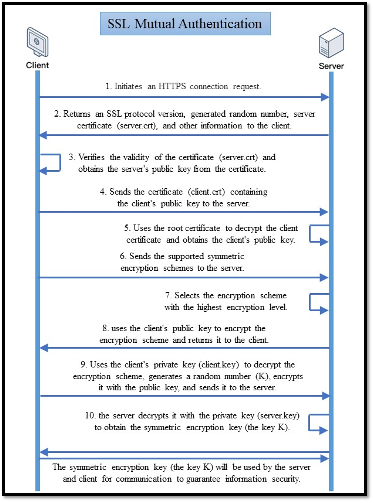 SSL Mutual Authentication
Client
Server
1. Initiates an HTTPS connection request.
2. Returns an SSL protocol version, generated random number, server
certificate (server.crt), and other information to the client.
3. Verifies the validity of the certificate (server.crt) and
obtains the server's public key from the certificate.
4. Sends the certificate (client.crt) containing
the client's public key to the server.
5. Uses the root certificate to decrypt the client
certificate and obtains the client's public key.
6. Sends the supported symmetric
encryption schemes to the server.
7. Selects the encryption scheme
with the highest encryption level.
8. uses the client's public key to encrypt the
encryption scheme and returns it to the client.
9. Uses the client's private key (client.key) to decrypt the
encryption scheme, generates a random number (K), encrypts
it with the public key, and sends it to the server.
10. the server decrypts it with the private key (server.key)
to obtain the symmetric encryption key (the key K).
The symmetric encryption key (the key K) will be used by the server
and client for communication to guarantee information security.